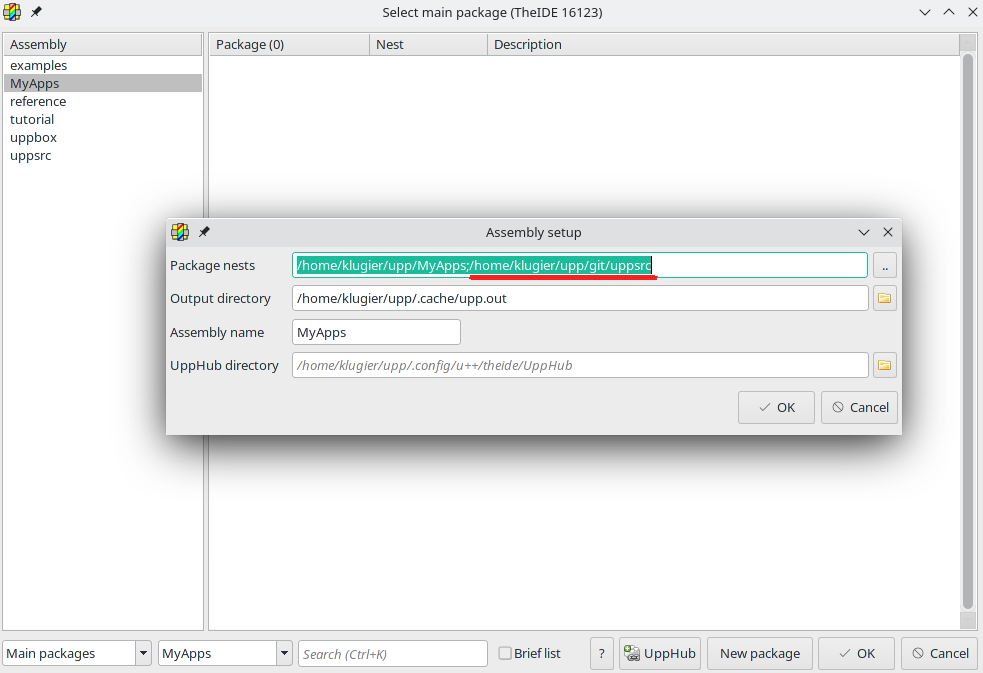 Select main package (TheIDE 16123)
Assembly
Package (0)
Nest
Description
examples
MyApps
reference
tutorial
uppbox
uppsrc
Assembly setup
Package nests
/home/klugier/upp/MyApps;/home/klugier/upp/git/uppsrc
..
Output directory
/home/klugier/upp/.cache/upp.out
Assembly name
MyApps
UppHub directory
/home/klugier/upp/.config/u++/theide/UppHub
OK
Cancel
Main packages
MyApps
Search (Ctrl+K)
Brief list
?
UppHub
New package
OK
Cancel